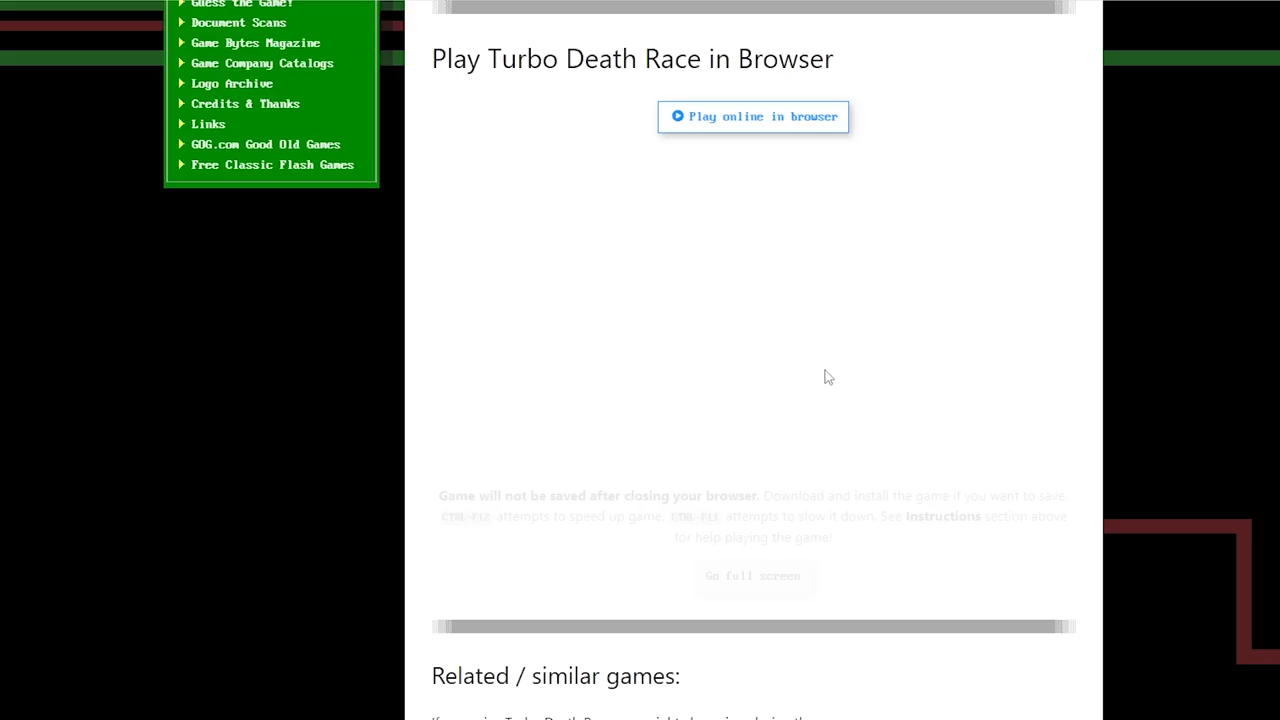 Guess the Game!
Document Scans
Game Bytes Magazine
Game Company Catalogs
Logo Archive
Credits & Thanks
Links
GOG.com Good Old Games
Free Classic Flash Games
Play Turbo Death Race in Browser
Play online in browser
Game will not be saved after closing your browser. Download and install the game if you want to save.
CTRL-F12 attempts to speed up game. CTRL-F11 attempts to slow it down. See Instructions section above
for help playing the game!
Go full screen
Related / similar games: